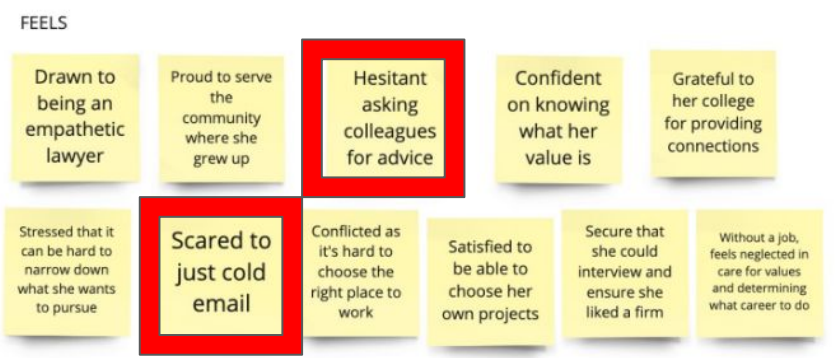 FEELS
Drawn to
being an
empathetic
lawyer
Proud to serve
the
community
where she
grew up
Hesitant
asking
colleagues
for advice
Confident
on knowing
what her
value is
Grateful to
her college
for providing
connections
Stressed that it
can be hard to
narrow down
what she wants
to pursue
Scared to
just cold
email
Conflicted as
it's hard to
choose the
right place to
work
Satisfied to
be able to
choose her
own projects
Secure that
she could
interview and
ensure she
liked a firm
Without a job,
feels neglected in
care for values
and determining
what career to do